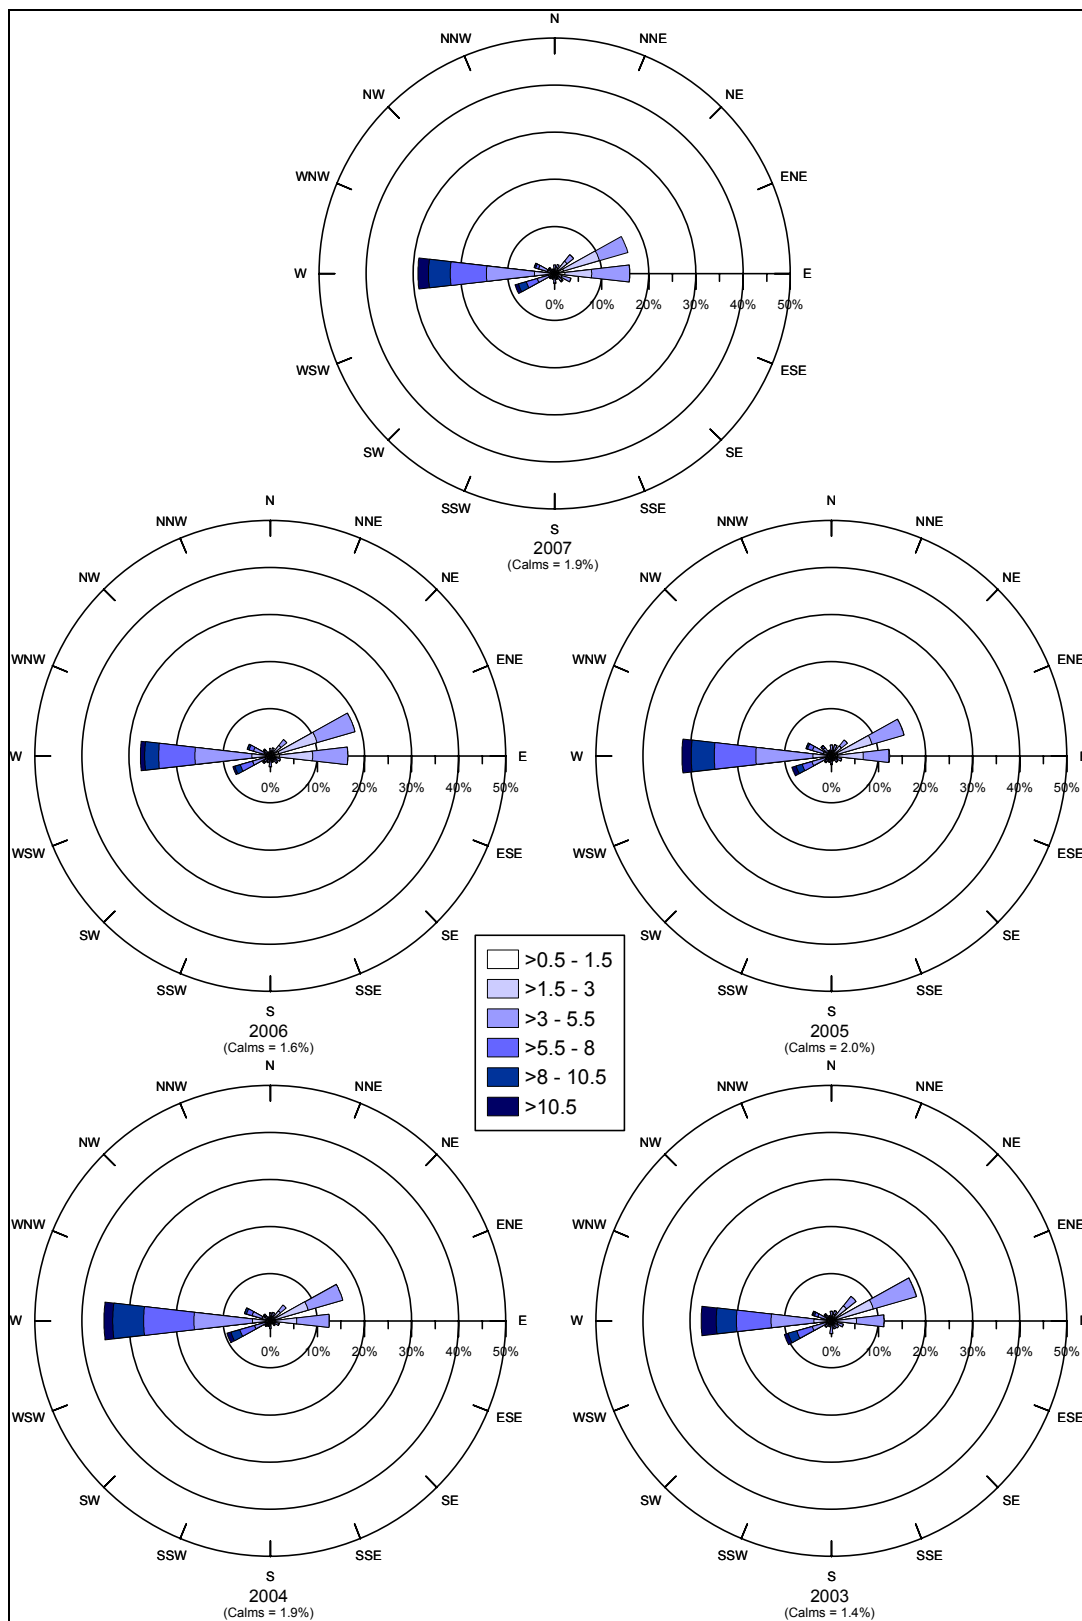 N
NNW NNE
NW NE
WNW ENE
W E
0% 10% 20% 30% 40% 50%
WSW ESE
SW SE
SSW SSE
S
2007
(Calms = 1.9%)
N
NNW NNE
NW NE
WNW ENE
W E
0% 10% 20% 30% 40% 50%
WSW ESE
SW SE
SSW SSE
S
2006
(Calms = 1.6%)
N
NNW NNE
NW NE
WNW ENE
W E
0% 10% 20% 30% 40% 50%
WSW ESE
SW SE
SSW SSE
S
2005
(Calms = 2.0%)
>0.5 - 1.5
>1.5 - 3
>3 - 5.5
>5.5 - 8
>8 - 10.5
>10.5
N
NNW NNE
NW NE
WNW ENE
W E
0% 10% 20% 30% 40% 50%
WSW ESE
SW SE
SSW SSE
S
2004
(Calms = 1.9%)
N
NNW NNE
NW NE
WNW ENE
W E
0% 10% 20% 30% 40% 50%
WSW ESE
SW SE
SSW SSE
S
2003
(Calms = 1.4%)